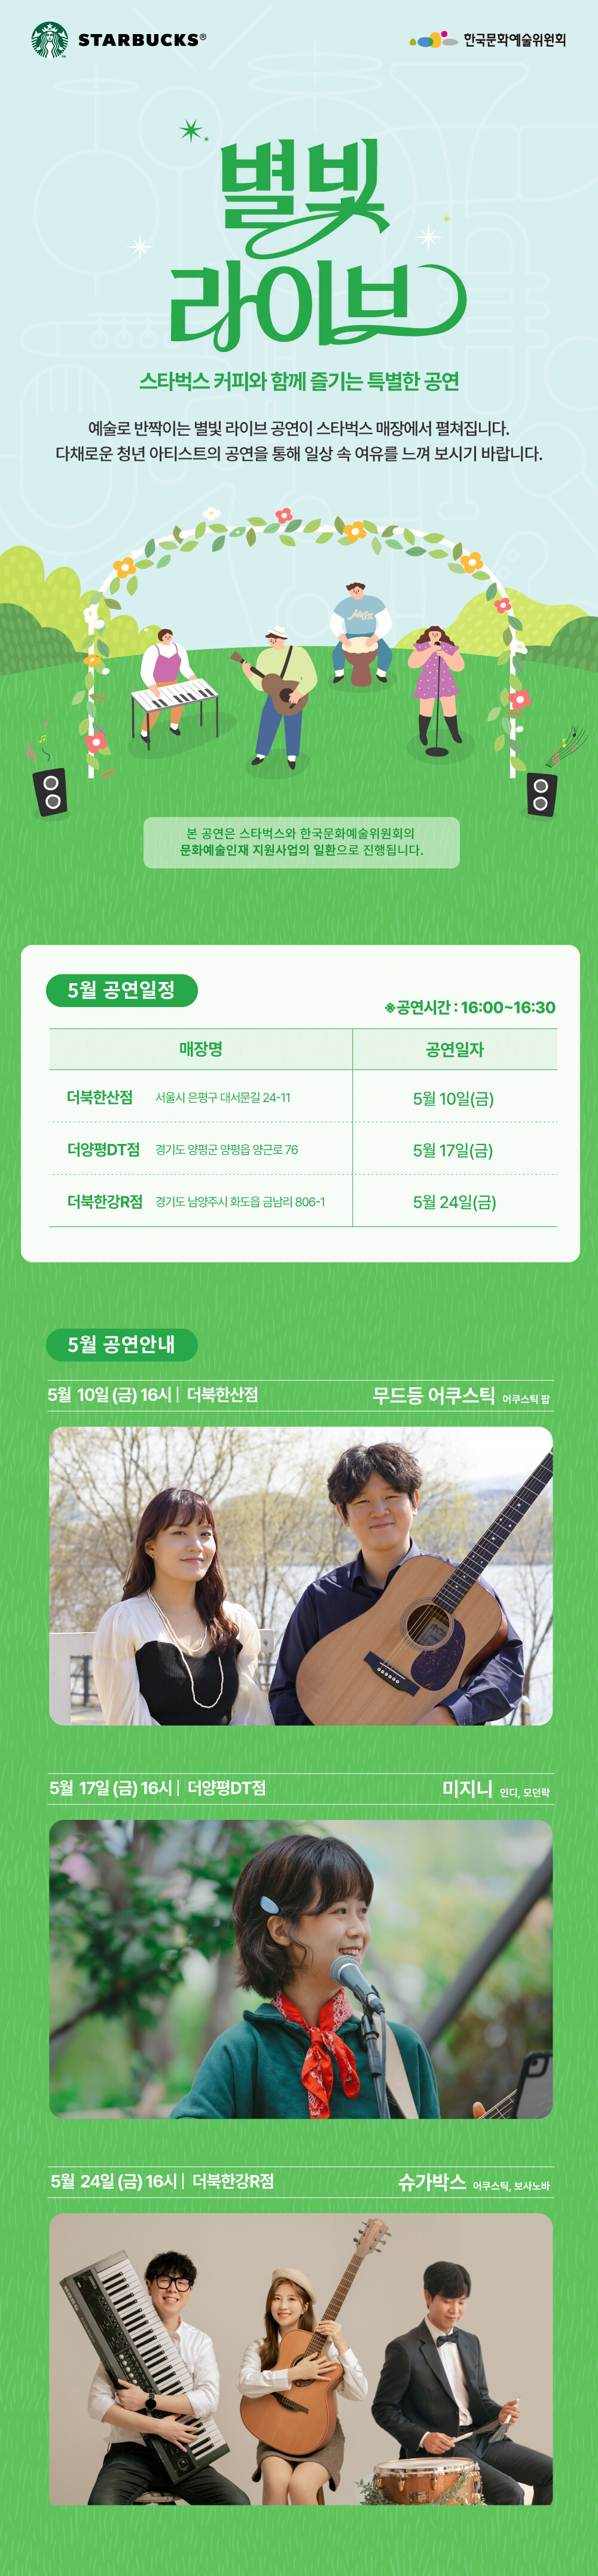 STARBUCKS®
한국문화예술위원회
별빛
라이브
스타벅스 커피와 함께 즐기는 특별한 공연
예술로 반짝이는 별빛 라이브 공연이 스타벅스 매장에서 펼쳐집니다.
다채로운 청년 아티스트의 공연을 통해 일상 속 여유를 느껴 보시기 바랍니다.
본 공연은 스타벅스와 한국문화예술위원회의
문화예술인재 지원사업의 일환으로 진행됩니다.
5월 공연일정
※공연시간 : 16:00~16:30
매장명 공연일자
더북한산점 서울시 은평구 대서문길 24-11 5월 10일(금)
더양평DT점 경기도 양평군 양평읍 양근로 76 5월 17일(금)
더북한강R점 경기도 남양주시 화도읍 금남리 806-1 5월 24일(금)
5월 공연안내
5월 10일 (금) 16시 | 더북한산점 무드등 어쿠스틱 어쿠스틱 팝
5월 17일 (금) 16시 | 더양평DT점 미지니 인디, 모던락
5월 24일 (금) 16시 | 더북한강R점 슈가박스 어쿠스틱, 보사노바